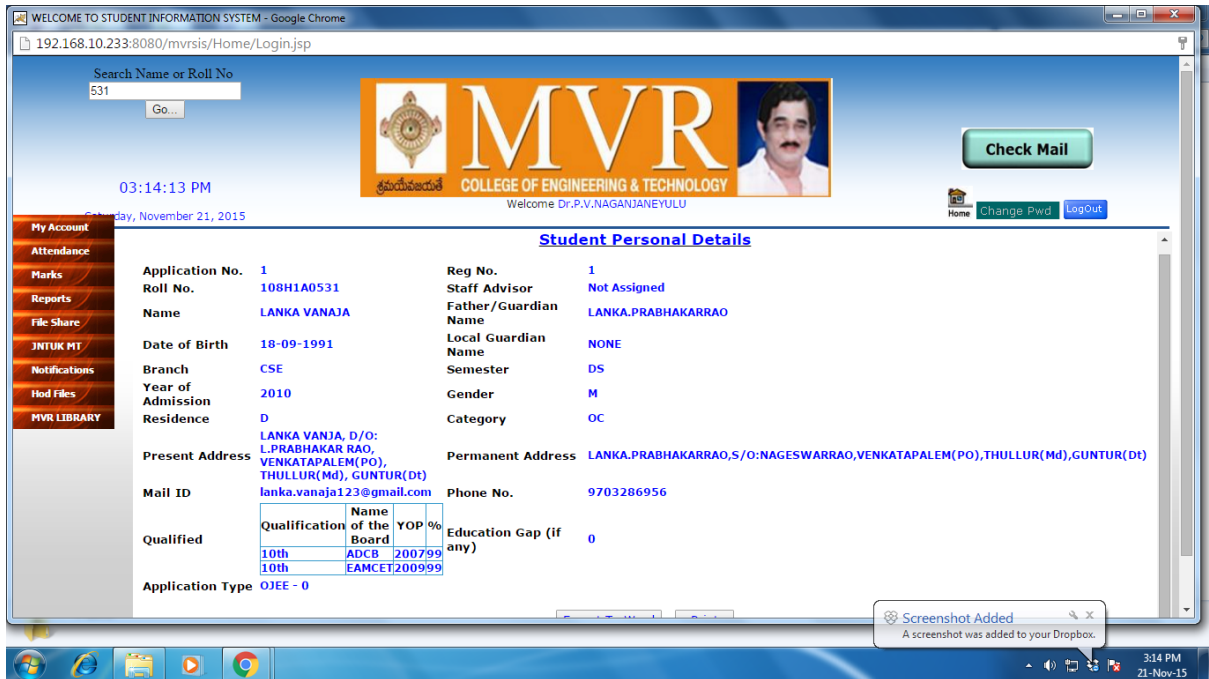 WELCOME TO STUDENT INFORMATION SYSTEM - Google Chrome
192.168.10.233:8080/mvrsis/Home/Login.jsp
Search Name or Roll No
531
Go...
03:14:13 PM
Saturday, November 21, 2015
శ్రమయేవజయతే
MVR
COLLEGE OF ENGINEERING & TECHNOLOGY
Welcome Dr.P.V.NAGANJANEYULU
Check Mail
Home Change Pwd LogOut
My Account
Attendance
Marks
Reports
File Share
JNTUK MT
Notifications
Hod Files
MVR LIBRARY
Student Personal Details
Application No. 1 Reg No. 1
Roll No. 108H1A0531 Staff Advisor Not Assigned
Name LANKA VANAJA Father/Guardian Name LANKA.PRABHAKARRAO
Date of Birth 18-09-1991 Local Guardian Name NONE
Branch CSE Semester DS
Year of Admission 2010 Gender M
Residence D Category OC
Present Address LANKA VANJA, D/O:
L.PRABHAKAR RAO,
VENKATAPALEM(PO),
THULLUR(Md), GUNTUR(Dt)
Permanent Address LANKA.PRABHAKARRAO,S/O:NAGESWARRAO,VENKATAPALEM(PO),THULLUR(Md),GUNTUR(Dt)
Mail ID lanka.vanaja123@gmail.com Phone No. 9703286956
Qualified
Qualification Name of the Board YOP %
10th ADCB 2007 99
10th EAMCET 2009 99
Education Gap (if any) 0
Application Type OJEE - 0
Screenshot Added
A screenshot was added to your Dropbox.
3:14 PM
21-Nov-15